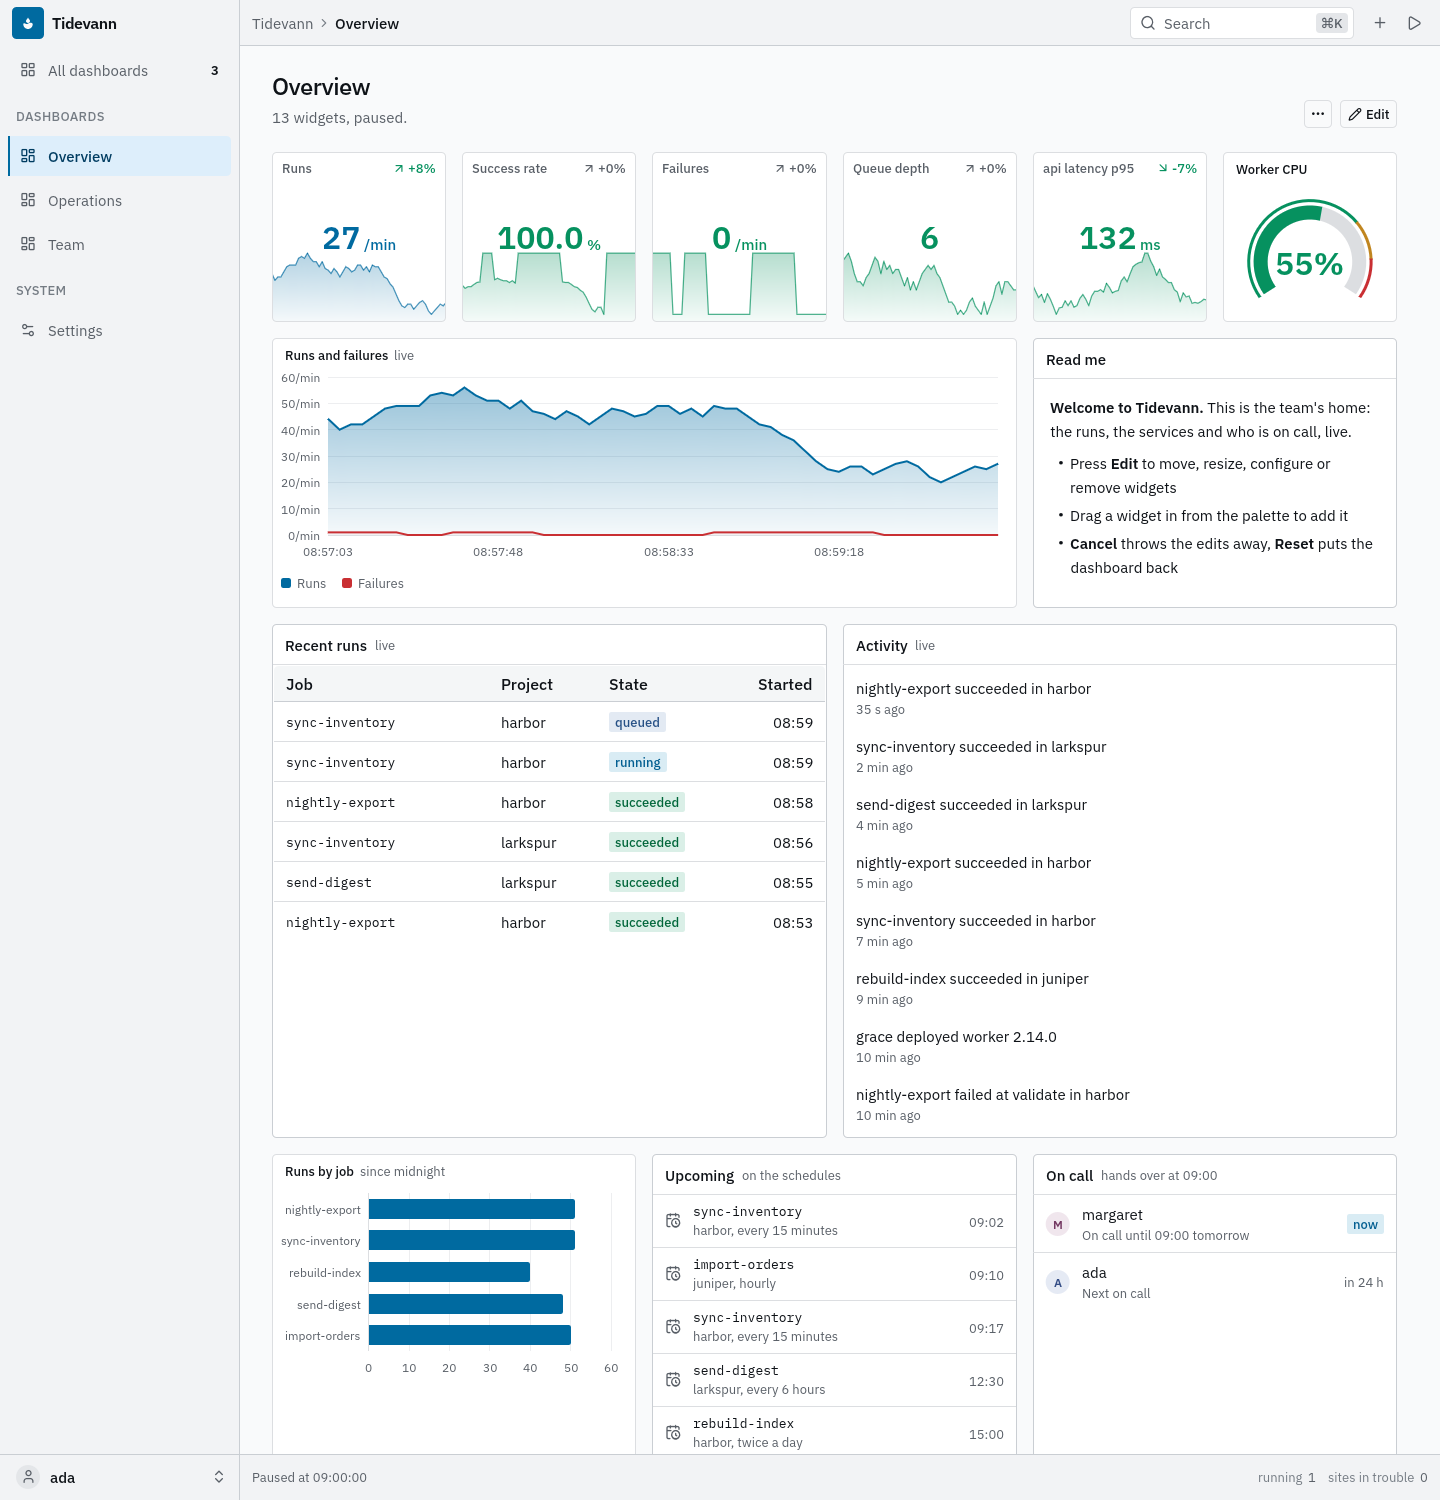 Tidevann
All dashboards 3
DASHBOARDS
Overview
Operations
Team
SYSTEM
Settings
ada
Tidevann > Overview
Search ⌘K
Overview
13 widgets, paused.
Edit
Runs +8%
27 /min
Success rate +0%
100.0 %
Failures +0%
0 /min
Queue depth +0%
6
api latency p95 -7%
132 ms
Worker CPU
55%
Runs and failures live
60/min
50/min
40/min
30/min
20/min
10/min
0/min
08:57:03 08:57:48 08:58:33 08:59:18
Runs Failures
Read me
Welcome to Tidevann. This is the team's home:
the runs, the services and who is on call, live.
• Press Edit to move, resize, configure or
remove widgets
• Drag a widget in from the palette to add it
• Cancel throws the edits away, Reset puts the
dashboard back
Recent runs live
Job Project State Started
sync-inventory harbor queued 08:59
sync-inventory harbor running 08:59
nightly-export harbor succeeded 08:58
sync-inventory larkspur succeeded 08:56
send-digest larkspur succeeded 08:55
nightly-export harbor succeeded 08:53
Activity live
nightly-export succeeded in harbor
35 s ago
sync-inventory succeeded in larkspur
2 min ago
send-digest succeeded in larkspur
4 min ago
nightly-export succeeded in harbor
5 min ago
sync-inventory succeeded in harbor
7 min ago
rebuild-index succeeded in juniper
9 min ago
grace deployed worker 2.14.0
10 min ago
nightly-export failed at validate in harbor
10 min ago
Runs by job since midnight
nightly-export
sync-inventory
rebuild-index
send-digest
import-orders
0 10 20 30 40 50 60
Upcoming on the schedules
sync-inventory
harbor, every 15 minutes 09:02
import-orders
juniper, hourly 09:10
sync-inventory
harbor, every 15 minutes 09:17
send-digest
larkspur, every 6 hours 12:30
rebuild-index
harbor, twice a day 15:00
On call hands over at 09:00
M margaret
On call until 09:00 tomorrow now
A ada
Next on call in 24 h
Paused at 09:00:00
running 1 sites in trouble 0